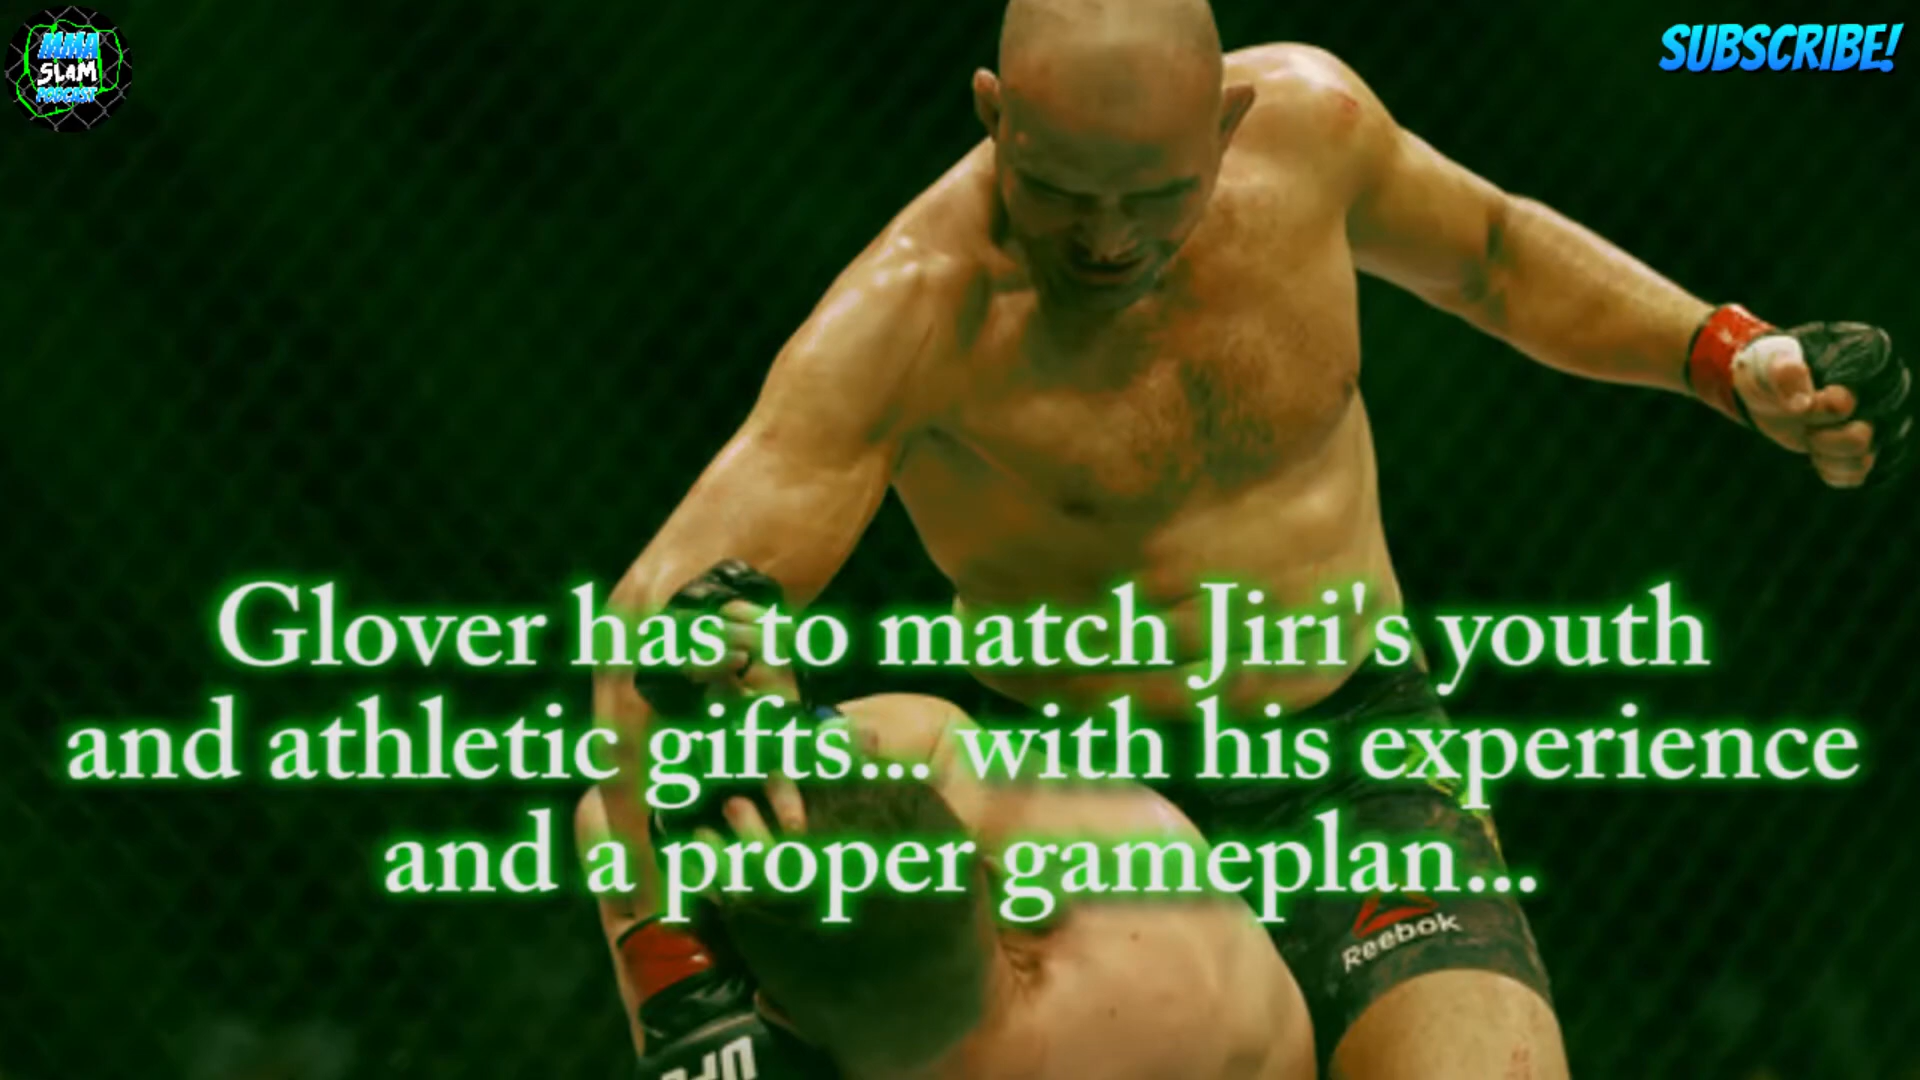 MMA
SLAM
PODCAST
SUBSCRIBE!
Glover has to match Jiri's youth
and athletic gifts... with his experience
and a proper gameplan...
Reebok
UFC